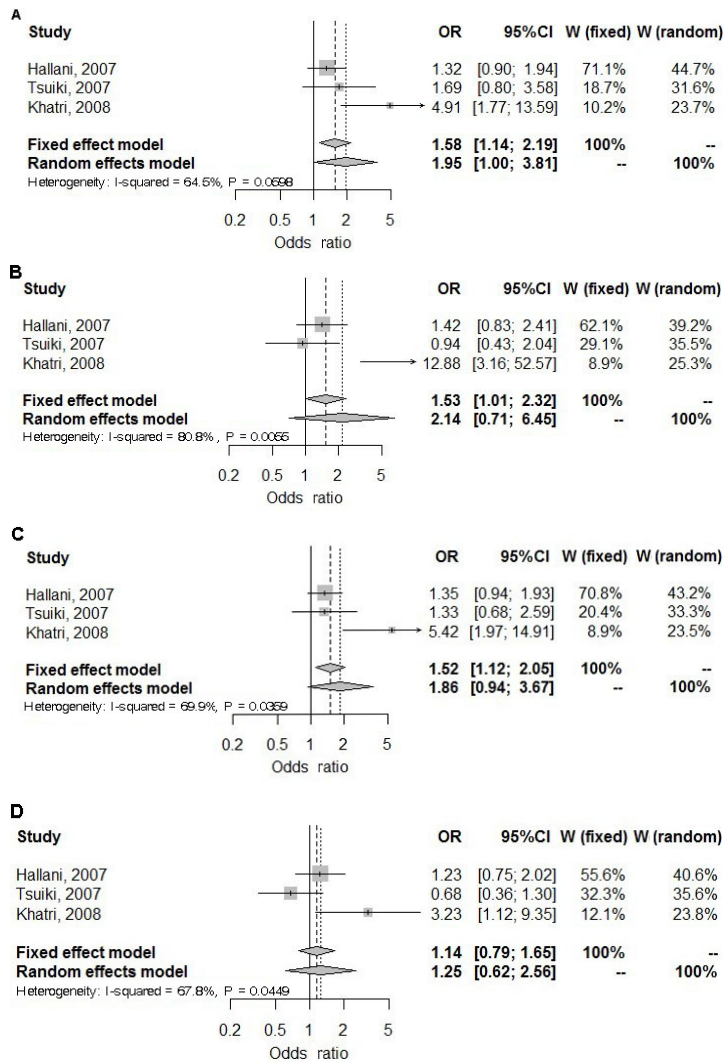 A
Study OR 95%CI W (fixed) W (random)
Hallani, 2007 1.32 [0.90; 1.94] 71.1% 44.7%
Tsuiki, 2007 1.69 [0.80; 3.58] 18.7% 31.6%
Khatri, 2008 4.91 [1.77; 13.59] 10.2% 23.7%
Fixed effect model 1.58 [1.14; 2.19] 100% --
Random effects model 1.95 [1.00; 3.81] -- 100%
Heterogeneity: I-squared = 64.5%, P = 0.0598
0.2 0.5 1 2 5
Odds ratio
B
Study OR 95%CI W (fixed) W (random)
Hallani, 2007 1.42 [0.83; 2.41] 62.1% 39.2%
Tsuiki, 2007 0.94 [0.43; 2.04] 29.1% 35.5%
Khatri, 2008 12.88 [3.16; 52.57] 8.9% 25.3%
Fixed effect model 1.53 [1.01; 2.32] 100% --
Random effects model 2.14 [0.71; 6.45] -- 100%
Heterogeneity: I-squared = 80.8%, P = 0.0055
0.2 0.5 1 2 5
Odds ratio
C
Study OR 95%CI W (fixed) W (random)
Hallani, 2007 1.35 [0.94; 1.93] 70.8% 43.2%
Tsuiki, 2007 1.33 [0.68; 2.59] 20.4% 33.3%
Khatri, 2008 5.42 [1.97; 14.91] 8.9% 23.5%
Fixed effect model 1.52 [1.12; 2.05] 100% --
Random effects model 1.86 [0.94; 3.67] -- 100%
Heterogeneity: I-squared = 69.9%, P = 0.0359
0.2 0.5 1 2 5
Odds ratio
D
Study OR 95%CI W (fixed) W (random)
Hallani, 2007 1.23 [0.75; 2.02] 55.6% 40.6%
Tsuiki, 2007 0.68 [0.36; 1.30] 32.3% 35.6%
Khatri, 2008 3.23 [1.12; 9.35] 12.1% 23.8%
Fixed effect model 1.14 [0.79; 1.65] 100% --
Random effects model 1.25 [0.62; 2.56] -- 100%
Heterogeneity: I-squared = 67.8%, P = 0.0449
0.2 0.5 1 2 5
Odds ratio